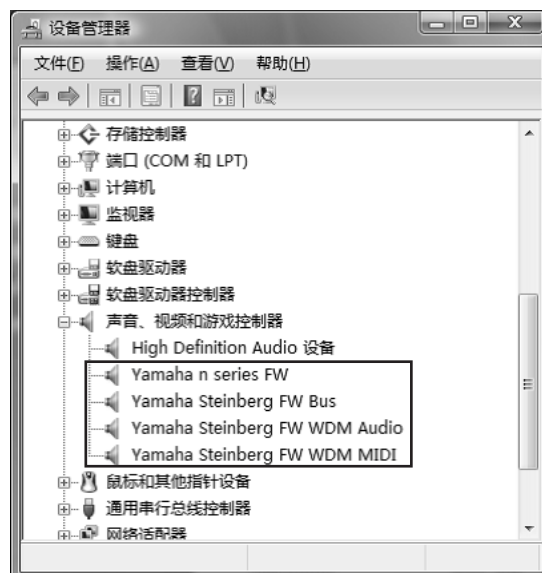 设备管理器
文件(F) 操作(A) 查看(V) 帮助(H)
存储控制器
端口 (COM 和 LPT)
计算机
监视器
键盘
软盘驱动器
软盘驱动器控制器
声音、视频和游戏控制器
High Definition Audio 设备
Yamaha n series FW
Yamaha Steinberg FW Bus
Yamaha Steinberg FW WDM Audio
Yamaha Steinberg FW WDM MIDI
鼠标和其他指针设备
通用串行总线控制器
网络适配器